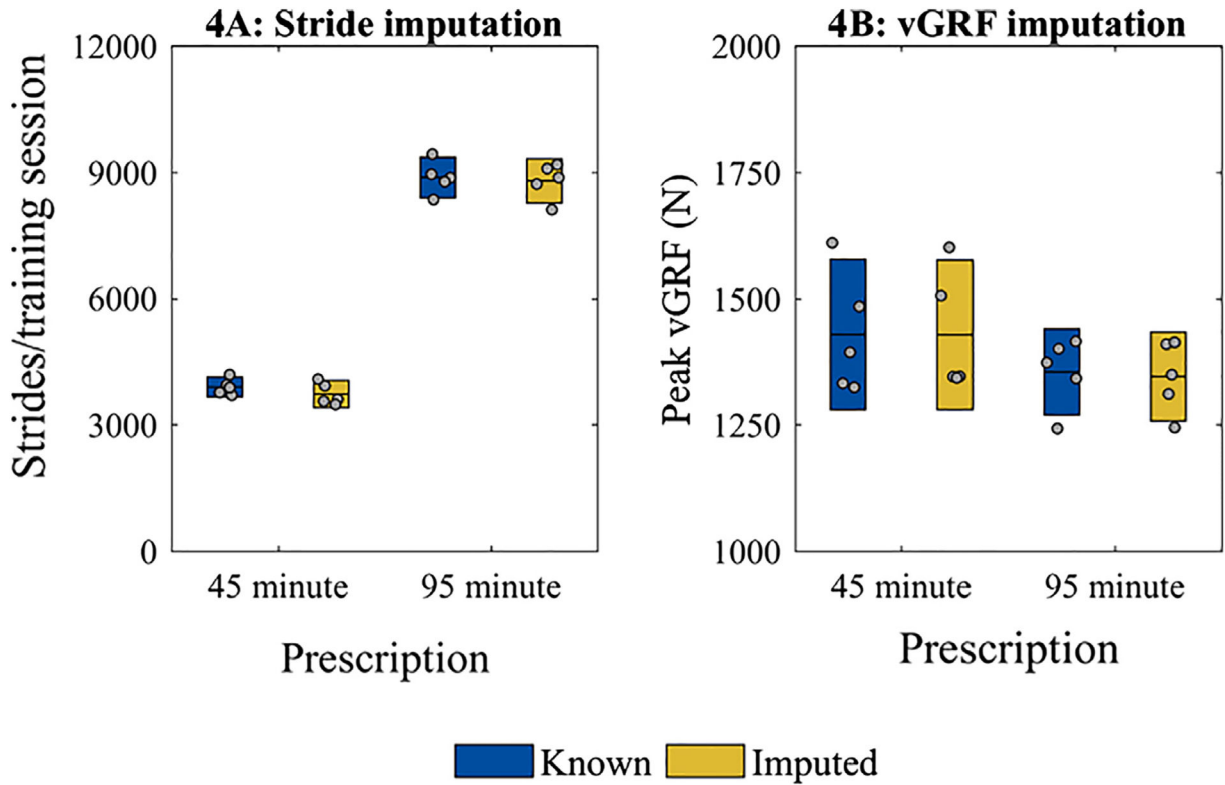 4A: Stride imputation
Strides/training session
12000
9000
6000
3000
0
45 minute
95 minute
Prescription
4B: vGRF imputation
Peak vGRF (N)
2000
1750
1500
1250
1000
45 minute
95 minute
Prescription
Known
Imputed